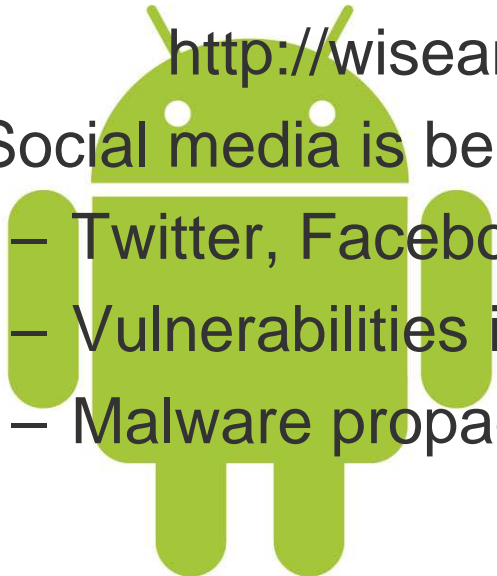 http://wisear
Social media is be
– Twitter, Facebo
– Vulnerabilities i
– Malware propa